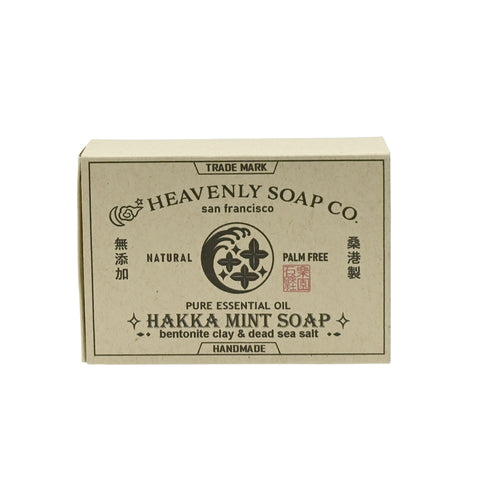 TRADE MARK
HEAVENLY SOAP CO.
san francisco
無添加
NATURAL
PALM FREE
桑港製
PURE ESSENTIAL OIL
HAKKA MINT SOAP
bentonite clay & dead sea salt
HANDMADE